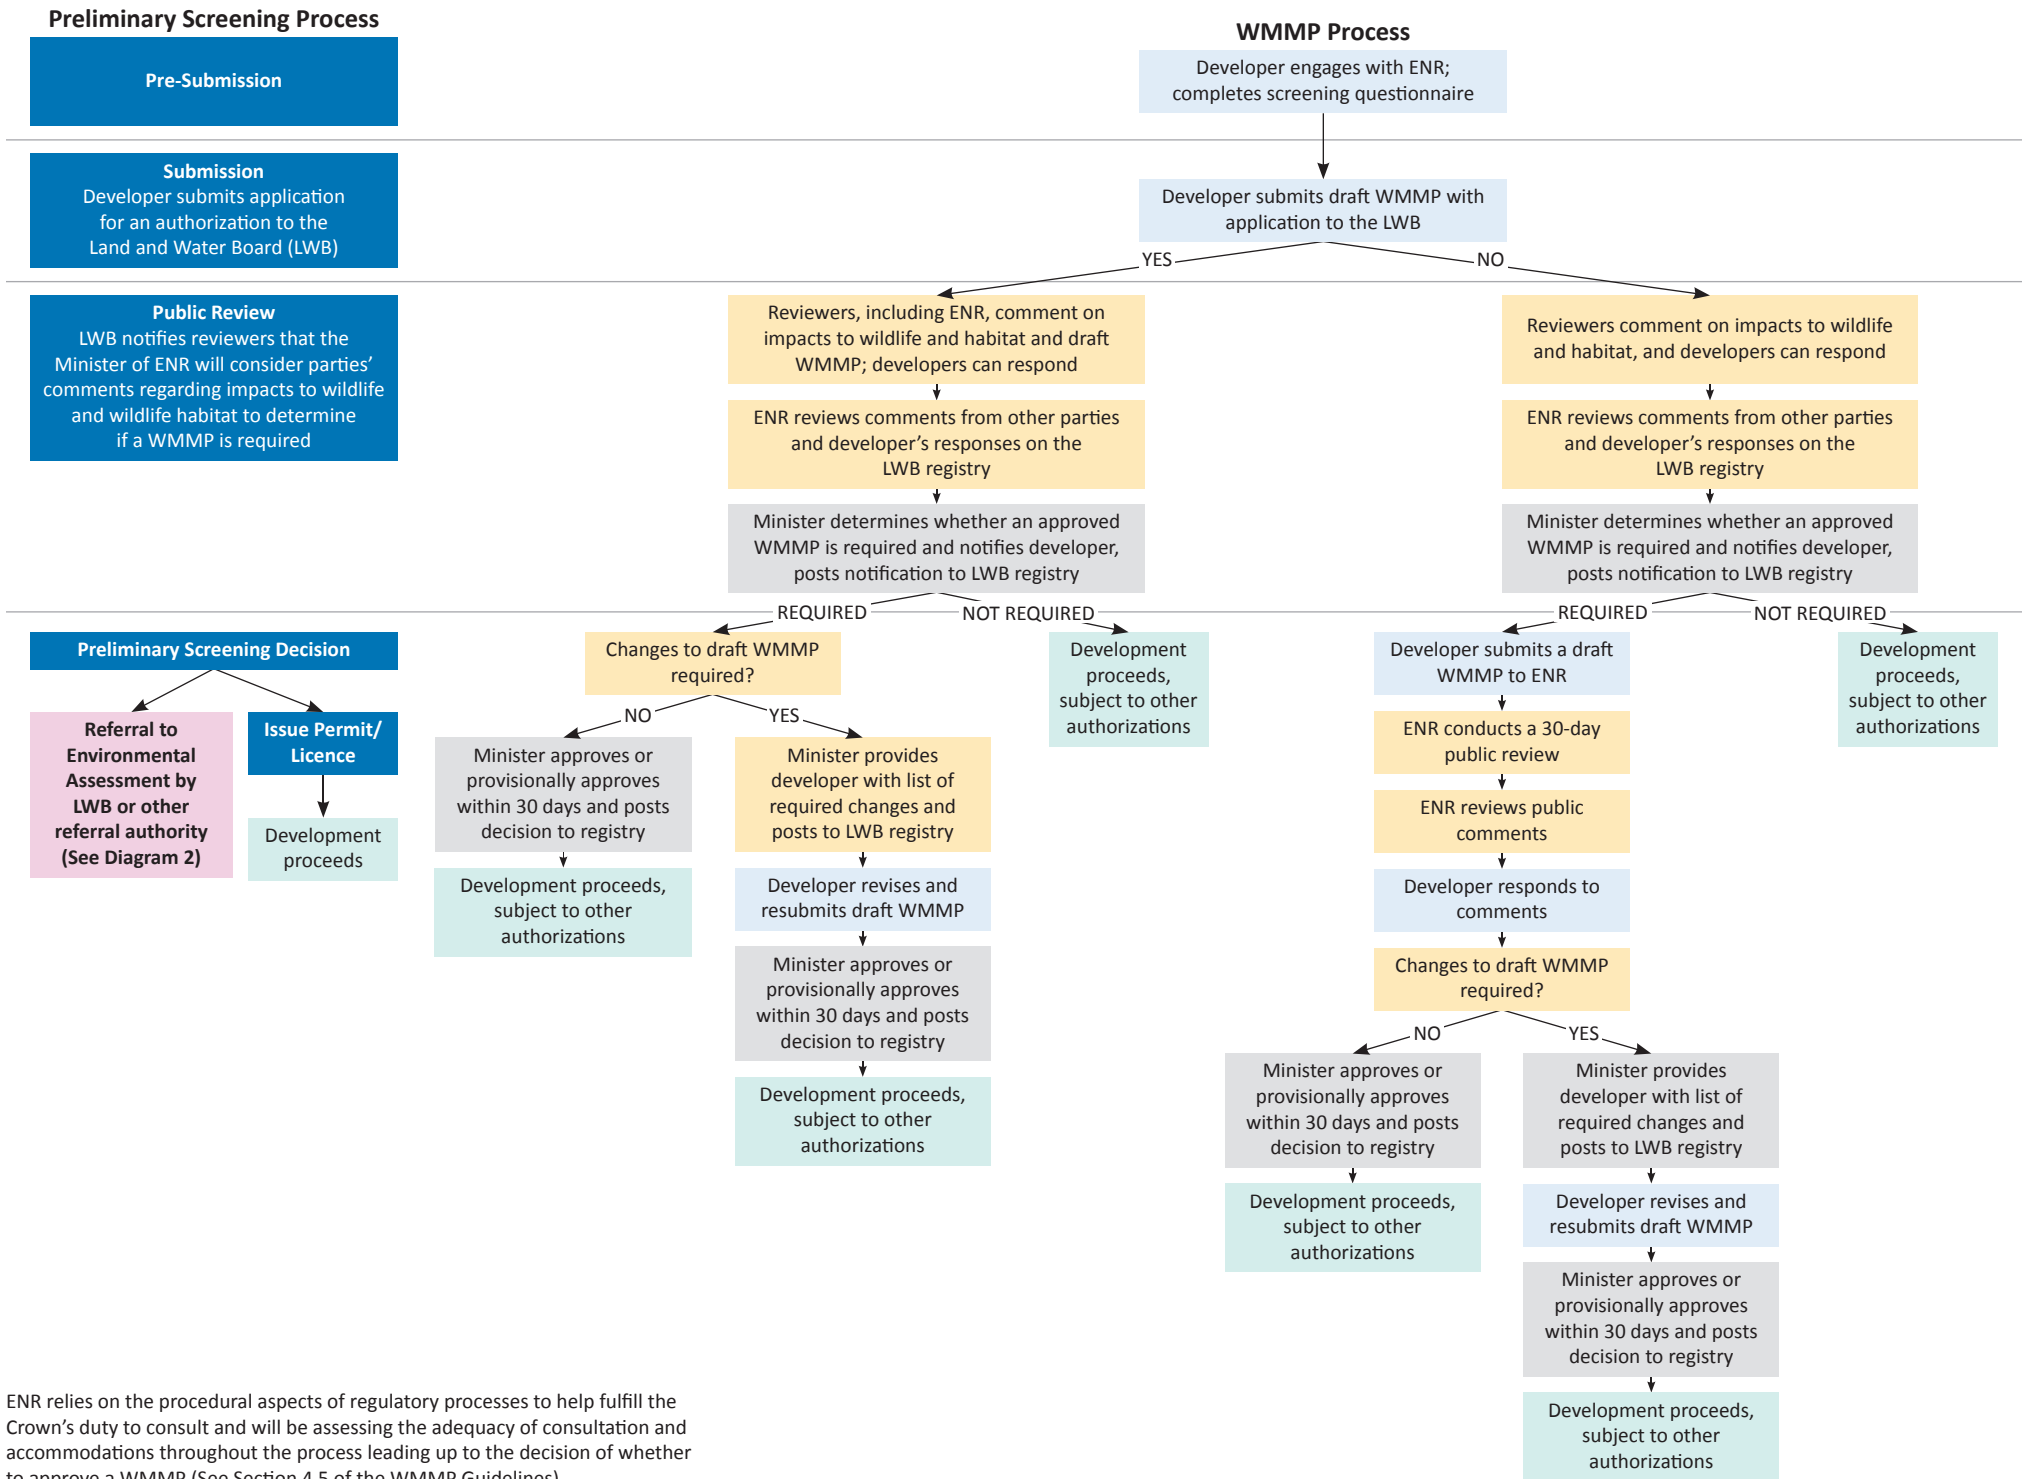 Preliminary Screening Process
WMMP Process
Pre-Submission
Developer engages with ENR;
completes screening questionnaire
Submission
Developer submits application
for an authorization to the
Land and Water Board (LWB)
Developer submits draft WMMP with
application to the LWB
YES
NO
Public Review
LWB notifies reviewers that the
Minister of ENR will consider parties’
comments regarding impacts to wildlife
and wildlife habitat to determine
if a WMMP is required
Reviewers, including ENR, comment on
impacts to wildlife and habitat and draft
WMMP; developers can respond
ENR reviews comments from other parties
and developer’s responses on the
LWB registry
Minister determines whether an approved
WMMP is required and notifies developer,
posts notification to LWB registry
Reviewers comment on impacts to wildlife
and habitat, and developers can respond
ENR reviews comments from other parties
and developer’s responses on the
LWB registry
Minister determines whether an approved
WMMP is required and notifies developer,
posts notification to LWB registry
REQUIRED
NOT REQUIRED
REQUIRED
NOT REQUIRED
Preliminary Screening Decision
Referral to
Environmental
Assessment by
LWB or other
referral authority
(See Diagram 2)
Issue Permit/
Licence
Development
proceeds
Changes to draft WMMP
required?
NO
YES
Minister approves or
provisionally approves
within 30 days and posts
decision to registry
Development proceeds,
subject to other
authorizations
Minister provides
developer with list of
required changes and
posts to LWB registry
Developer revises and
resubmits draft WMMP
Minister approves or
provisionally approves
within 30 days and posts
decision to registry
Development proceeds,
subject to other
authorizations
Development
proceeds,
subject to other
authorizations
Developer submits a draft
WMMP to ENR
ENR conducts a 30-day
public review
ENR reviews public
comments
Developer responds to
comments
Changes to draft WMMP
required?
NO
YES
Minister approves or
provisionally approves
within 30 days and posts
decision to registry
Development proceeds,
subject to other
authorizations
Minister provides
developer with list of
required changes and
posts to LWB registry
Developer revises and
resubmits draft WMMP
Minister approves or
provisionally approves
within 30 days and posts
decision to registry
Development proceeds,
subject to other
authorizations
Development
proceeds,
subject to other
authorizations
ENR relies on the procedural aspects of regulatory processes to help fulfill the
Crown’s duty to consult and will be assessing the adequacy of consultation and
accommodations throughout the process leading up to the decision of whether
to approve a WMMP (See Section 4.5 of the WMMP Guidelines)